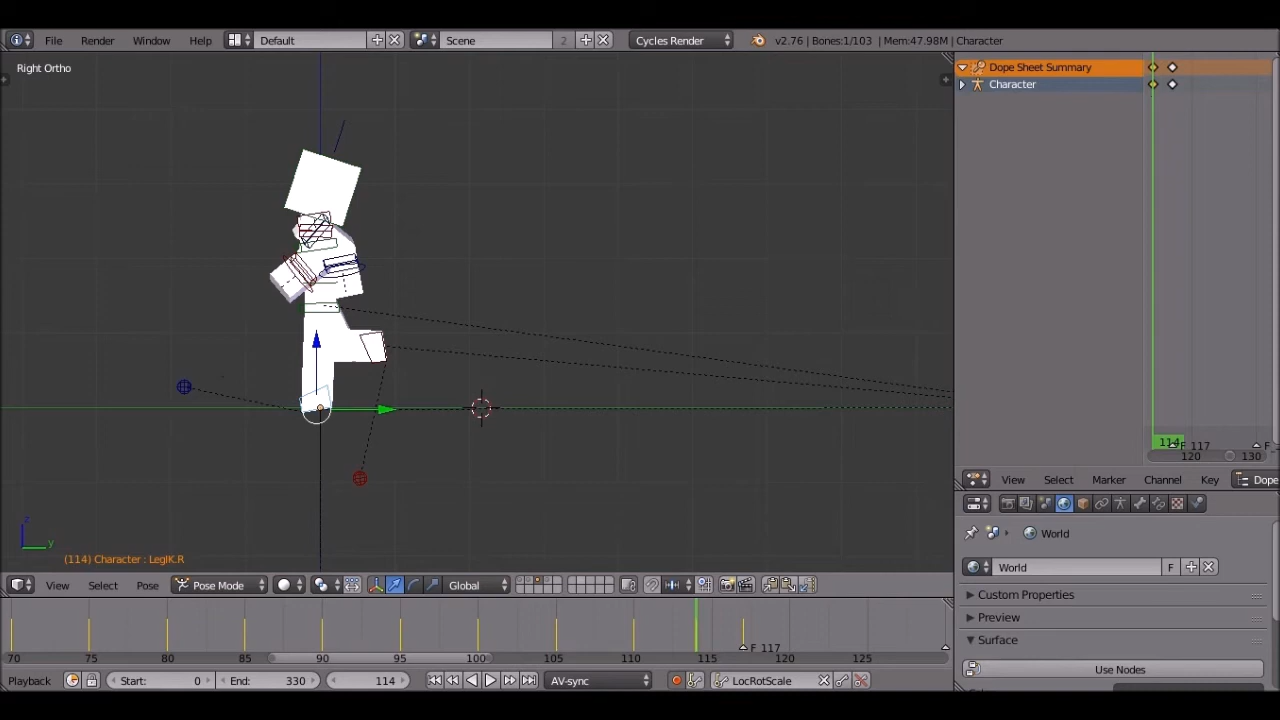 File Render Window Help Default Scene 2 Cycles Render v2.76 | Bones:1/103 | Mem:47.98M | Character
Right Ortho
Dope Sheet Summary
Character
z
y
114 F 117 F
120 130
(114) Character : LegIK.R
View Select Marker Channel Key Dope
World
World F
Custom Properties
Preview
Surface
Use Nodes
View Select Pose Pose Mode Global
F 117
70 75 80 85 90 95 100 105 110 115 120 125
Playback Start: 0 End: 330 114 AV-sync LocRotScale